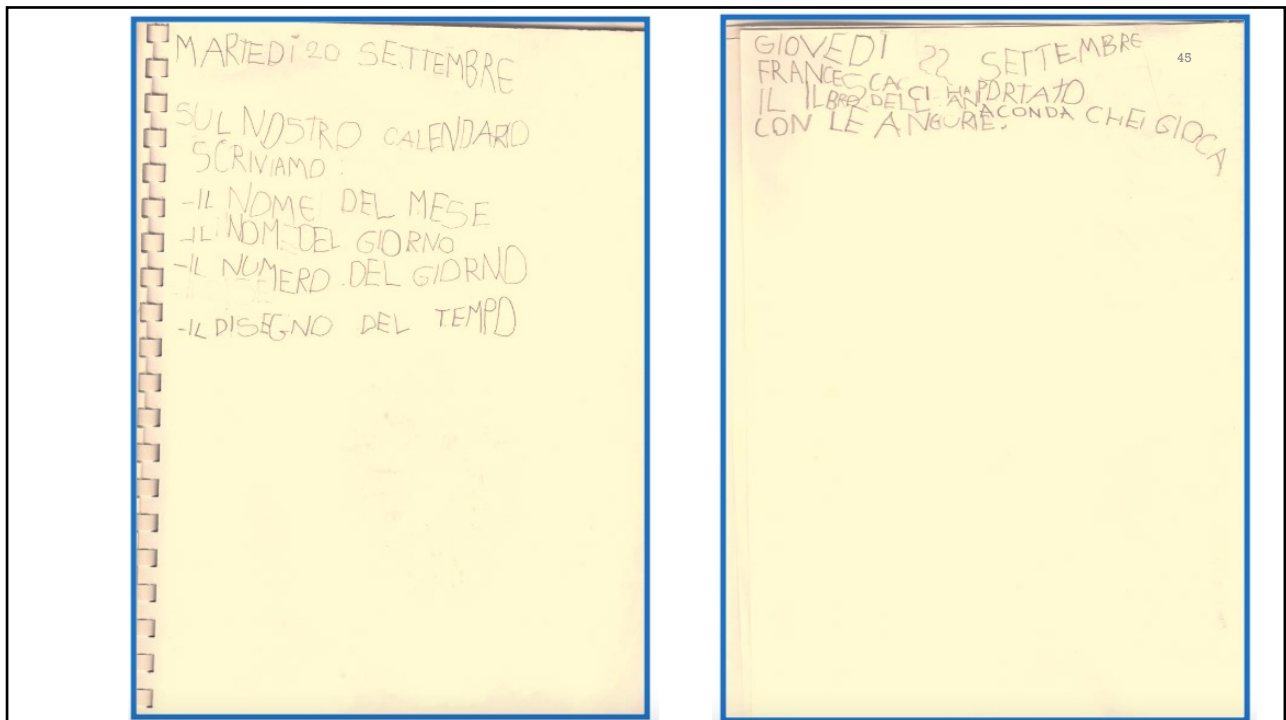 MARTEDÌ 20 SETTEMBRE
SUL NOSTRO CALENDARIO
SCRIVIAMO:
-IL NOME DEL MESE
-IL NOM DEL GIORNO
-IL NUMERO DEL GIORNO
-IL DISEGNO DEL TEMPO
45
GIOVEDÌ 22 SETTEMBRE
FRANCESCA CI HA PORTATO
IL LBRO DELL ANACONDA CHE GIOCA
CON LE ANGURIE.